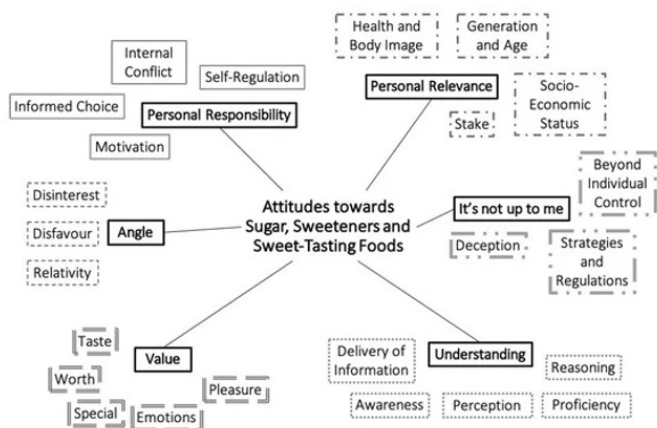 Health and
Body Image
Generation
and Age
Internal
Conflict
Self-Regulation
Personal Relevance
Socio-
Economic
Status
Informed Choice
Personal Responsibility
Stake
Motivation
Beyond
Individual
Control
Disinterest
Attitudes towards
Sugar, Sweeteners and
Sweet-Tasting Foods
It's not up to me
Disfavour
Angle
Deception
Strategies
and
Regulations
Relativity
Taste
Value
Delivery of
Information
Understanding
Reasoning
Worth
Pleasure
Special
Emotions
Awareness
Perception
Proficiency